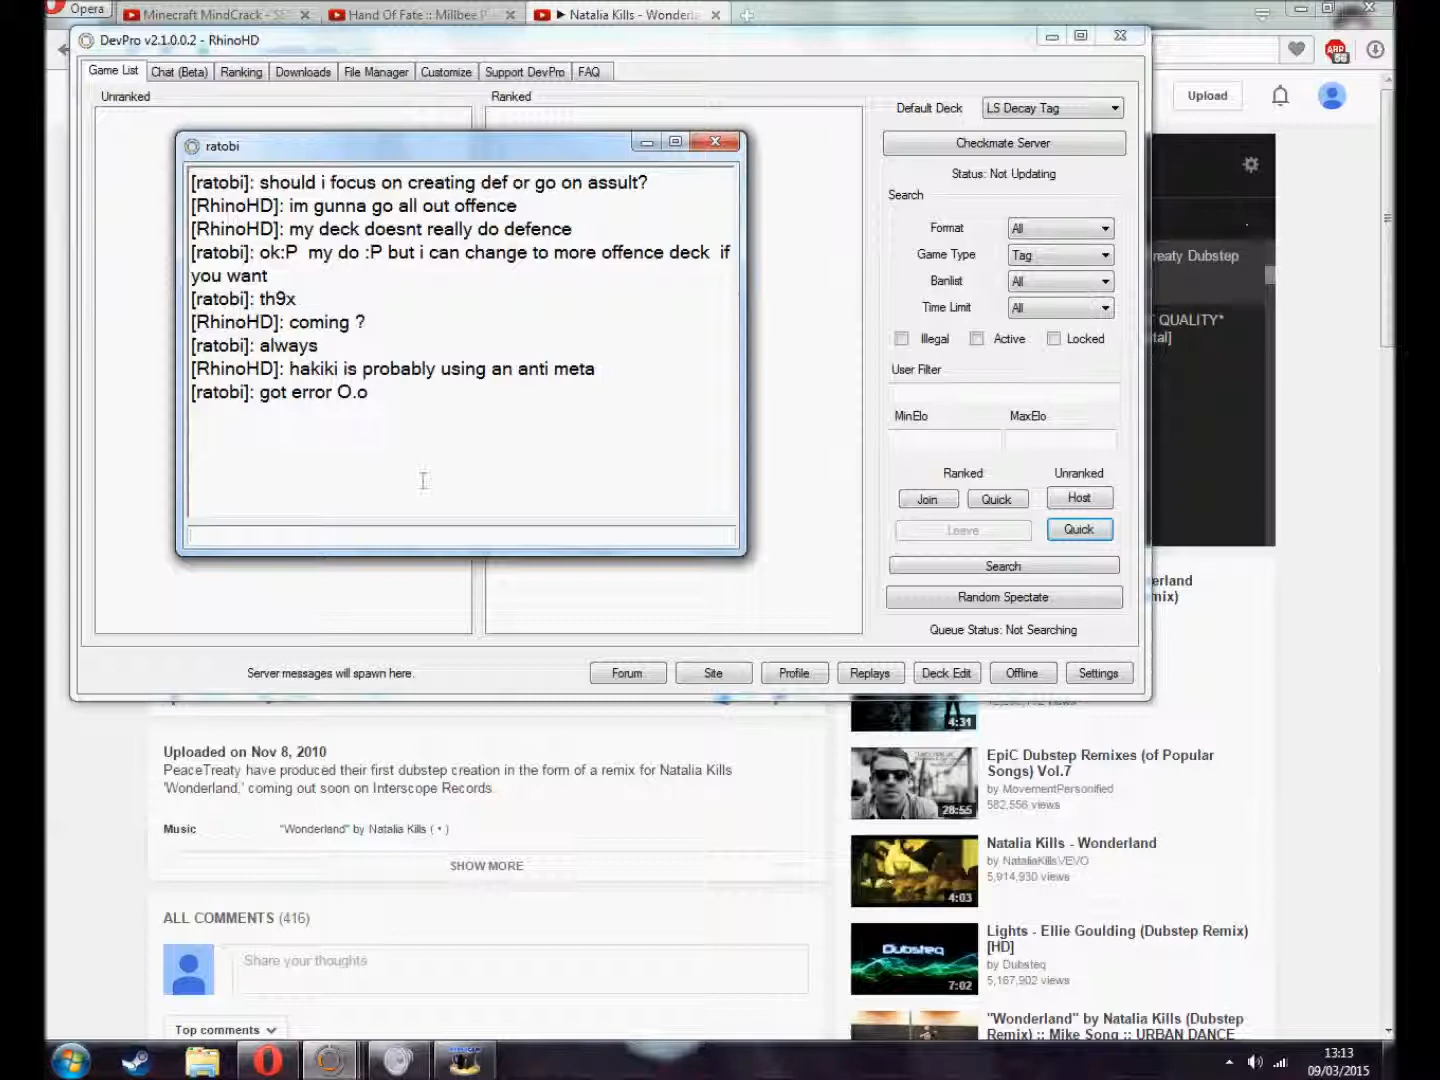 Opera
Minecraft MindCrack - S
Hand Of Fate :: Millbee P
▶ Natalia Kills - Wonderla
DevPro v2.1.0.0.2 - RhinoHD
Game List
Chat (Beta)
Ranking
Downloads
File Manager
Customize
Support DevPro
FAQ
Unranked
Ranked
Default Deck
LS Decay Tag
Checkmate Server
Status: Not Updating
Search
Format
All
Game Type
Tag
Banlist
All
Time Limit
All
Illegal
Active
Locked
User Filter
MinElo
MaxElo
Ranked
Unranked
Join
Quick
Host
Leave
Quick
Search
Random Spectate
Queue Status: Not Searching
ratobi
[ratobi]: should i focus on creating def or go on assult?
[RhinoHD]: im gunna go all out offence
[RhinoHD]: my deck doesnt really do defence
[ratobi]: ok:P my do :P but i can change to more offence deck if
you want
[ratobi]: th9x
[RhinoHD]: coming ?
[ratobi]: always
[RhinoHD]: hakiki is probably using an anti meta
[ratobi]: got error O.o
Server messages will spawn here.
Forum
Site
Profile
Replays
Deck Edit
Offline
Settings
ABP
Upload
reaty Dubstep
QUALITY*
tal]
erland
mix)
4:31
Uploaded on Nov 8, 2010
PeaceTreaty have produced their first dubstep creation in the form of a remix for Natalia Kills
'Wonderland,' coming out soon on Interscope Records.
Music
"Wonderland" by Natalia Kills ( • )
SHOW MORE
ALL COMMENTS (416)
Share your thoughts
Top comments
EpiC Dubstep Remixes (of Popular
Songs) Vol.7
by MovementPersonified
582,556 views
28:55
Natalia Kills - Wonderland
by NataliaKillsVEVO
5,914,930 views
4:03
Lights - Ellie Goulding (Dubstep Remix)
[HD]
by Dubsteq
5,167,902 views
Dubsteq
7:02
"Wonderland" by Natalia Kills (Dubstep
Remix) :: Mike Song :: URBAN DANCE
13:13
09/03/2015